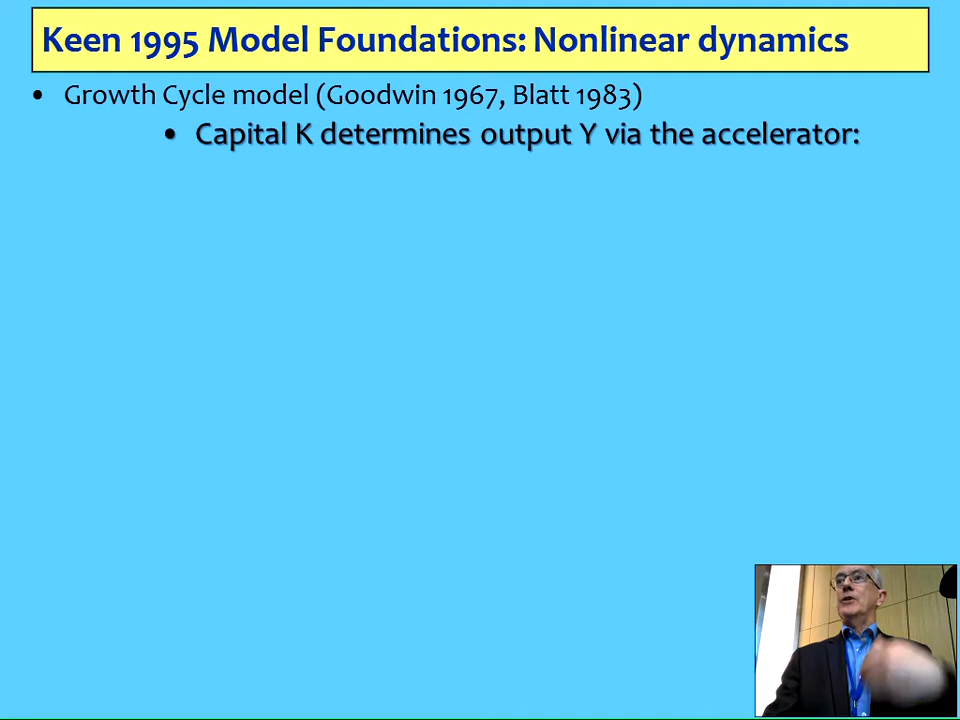 Keen 1995 Model Foundations: Nonlinear dynamics
• Growth Cycle model (Goodwin 1967, Blatt 1983)
• Capital K determines output Y via the accelerator: